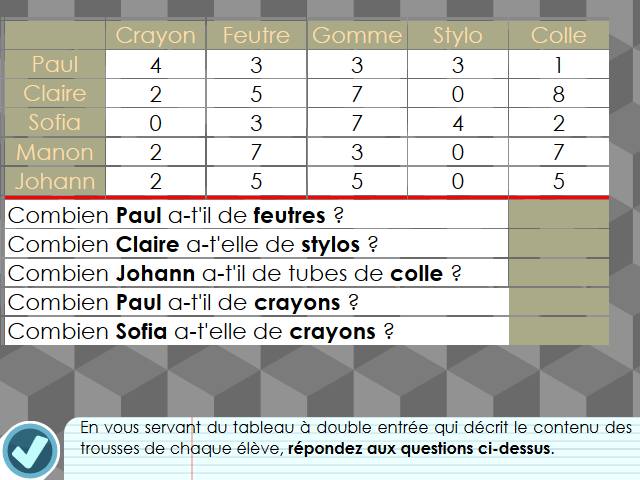 Crayon Feutre Gomme Stylo Colle
Paul 4 3 3 3 1
Claire 2 5 7 0 8
Sofia 0 3 7 4 2
Manon 2 7 3 0 7
Johann 2 5 5 0 5
Combien Paul a-t'il de feutres ?
Combien Claire a-t'elle de stylos ?
Combien Johann a-t'il de tubes de colle ?
Combien Paul a-t'il de crayons ?
Combien Sofia a-t'elle de crayons ?
En vous servant du tableau à double entrée qui décrit le contenu des
trousses de chaque élève, répondez aux questions ci-dessus.